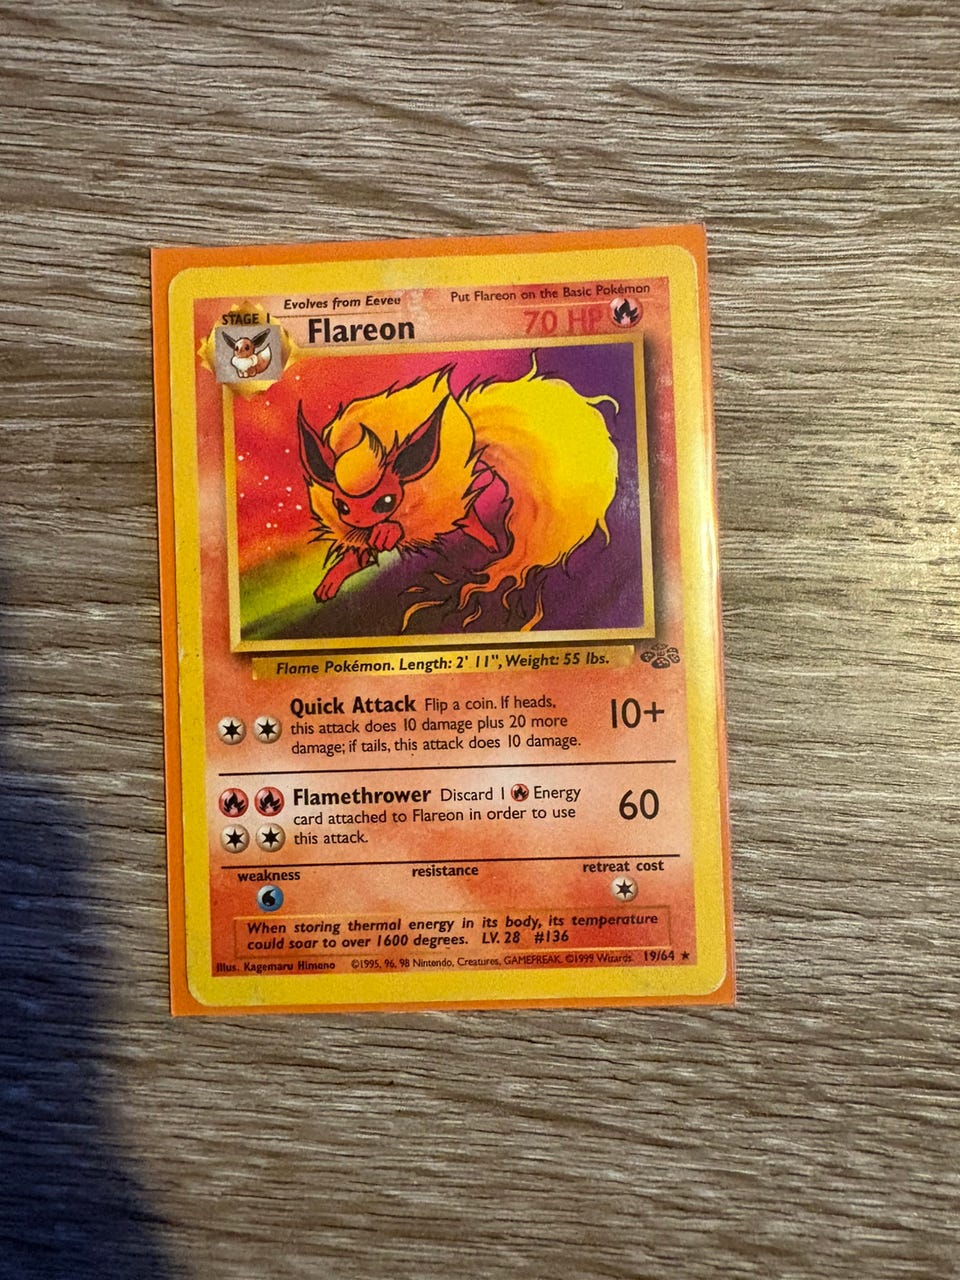 Evolves from Eevee
Put Flareon on the Basic Pokémon
STAGE 1
Flareon
70 HP
Flame Pokémon. Length: 2' 11", Weight: 55 lbs.
Quick Attack Flip a coin. If heads,
this attack does 10 damage plus 20 more
damage; if tails, this attack does 10 damage.
10+
Flamethrower Discard 1 Energy
card attached to Flareon in order to use
this attack.
60
weakness
resistance
retreat cost
When storing thermal energy in its body, its temperature
could soar to over 1600 degrees. LV. 28 #136
Illus. Kagemaru Himeno ©1995, 96, 98 Nintendo, Creatures, GAMEFREAK. ©1999 Wizards. 19/64 ★